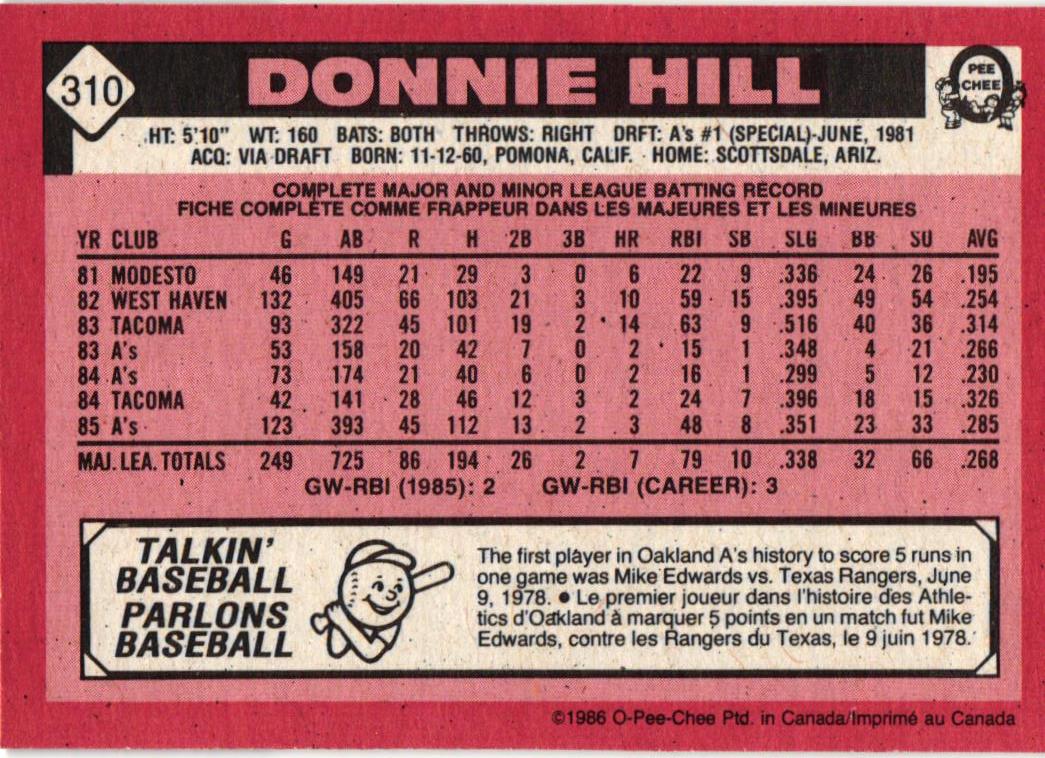 310
DONNIE HILL
O
PEE
CHEE
HT: 5'10" WT: 160 BATS: BOTH THROWS: RIGHT DRFT: A's #1 (SPECIAL)-JUNE, 1981
ACQ: VIA DRAFT BORN: 11-12-60, POMONA, CALIF. HOME: SCOTTSDALE, ARIZ.
COMPLETE MAJOR AND MINOR LEAGUE BATTING RECORD
FICHE COMPLÈTE COMME FRAPPEUR DANS LES MAJEURES ET LES MINEURES
YR CLUB G AB R H 2B 3B HR RBI SB SLG BB SO AVG
81 MODESTO 46 149 21 29 3 0 6 22 9 .336 24 26 .195
82 WEST HAVEN 132 405 66 103 21 3 10 59 15 .395 49 54 .254
83 TACOMA 93 322 45 101 19 2 14 63 9 .516 40 36 .314
83 A's 53 158 20 42 7 0 2 15 1 .348 4 21 .266
84 A's 73 174 21 40 6 0 2 16 1 .299 5 12 .230
84 TACOMA 42 141 28 46 12 3 2 24 7 .396 18 15 .326
85 A's 123 393 45 112 13 2 3 48 8 .351 23 33 .285
MAJ. LEA. TOTALS 249 725 86 194 26 2 7 79 10 .338 32 66 .268
GW-RBI (1985): 2 GW-RBI (CAREER): 3
TALKIN'
BASEBALL
PARLONS
BASEBALL
The first player in Oakland A's history to score 5 runs in
one game was Mike Edwards vs. Texas Rangers, June
9, 1978. ● Le premier joueur dans l'histoire des Athle-
tics d'Oakland à marquer 5 points en un match fut Mike
Edwards, contre les Rangers du Texas, le 9 juin 1978.
©1986 O-Pee-Chee Ptd. in Canada/Imprimé au Canada